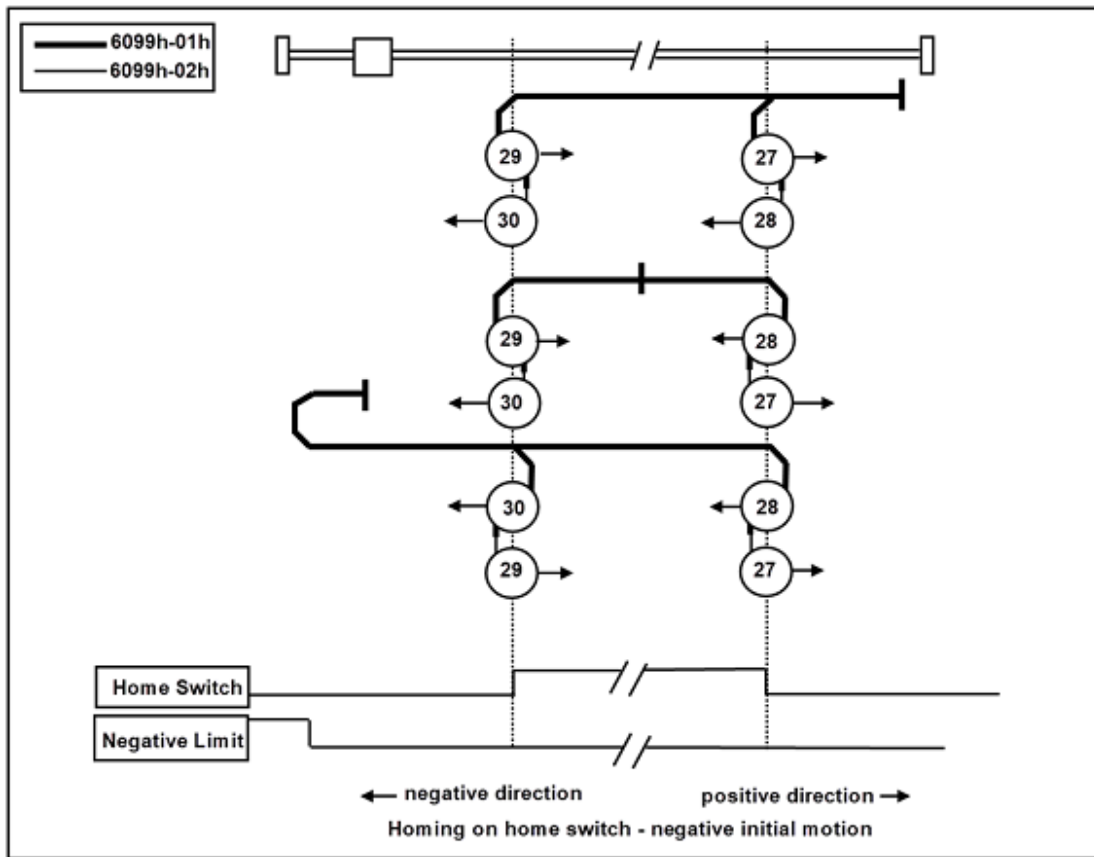 6099h-01h
6099h-02h
29
27
30
28
29
28
30
27
30
28
29
27
Home Switch
Negative Limit
negative direction
positive direction
Homing on home switch - negative initial motion